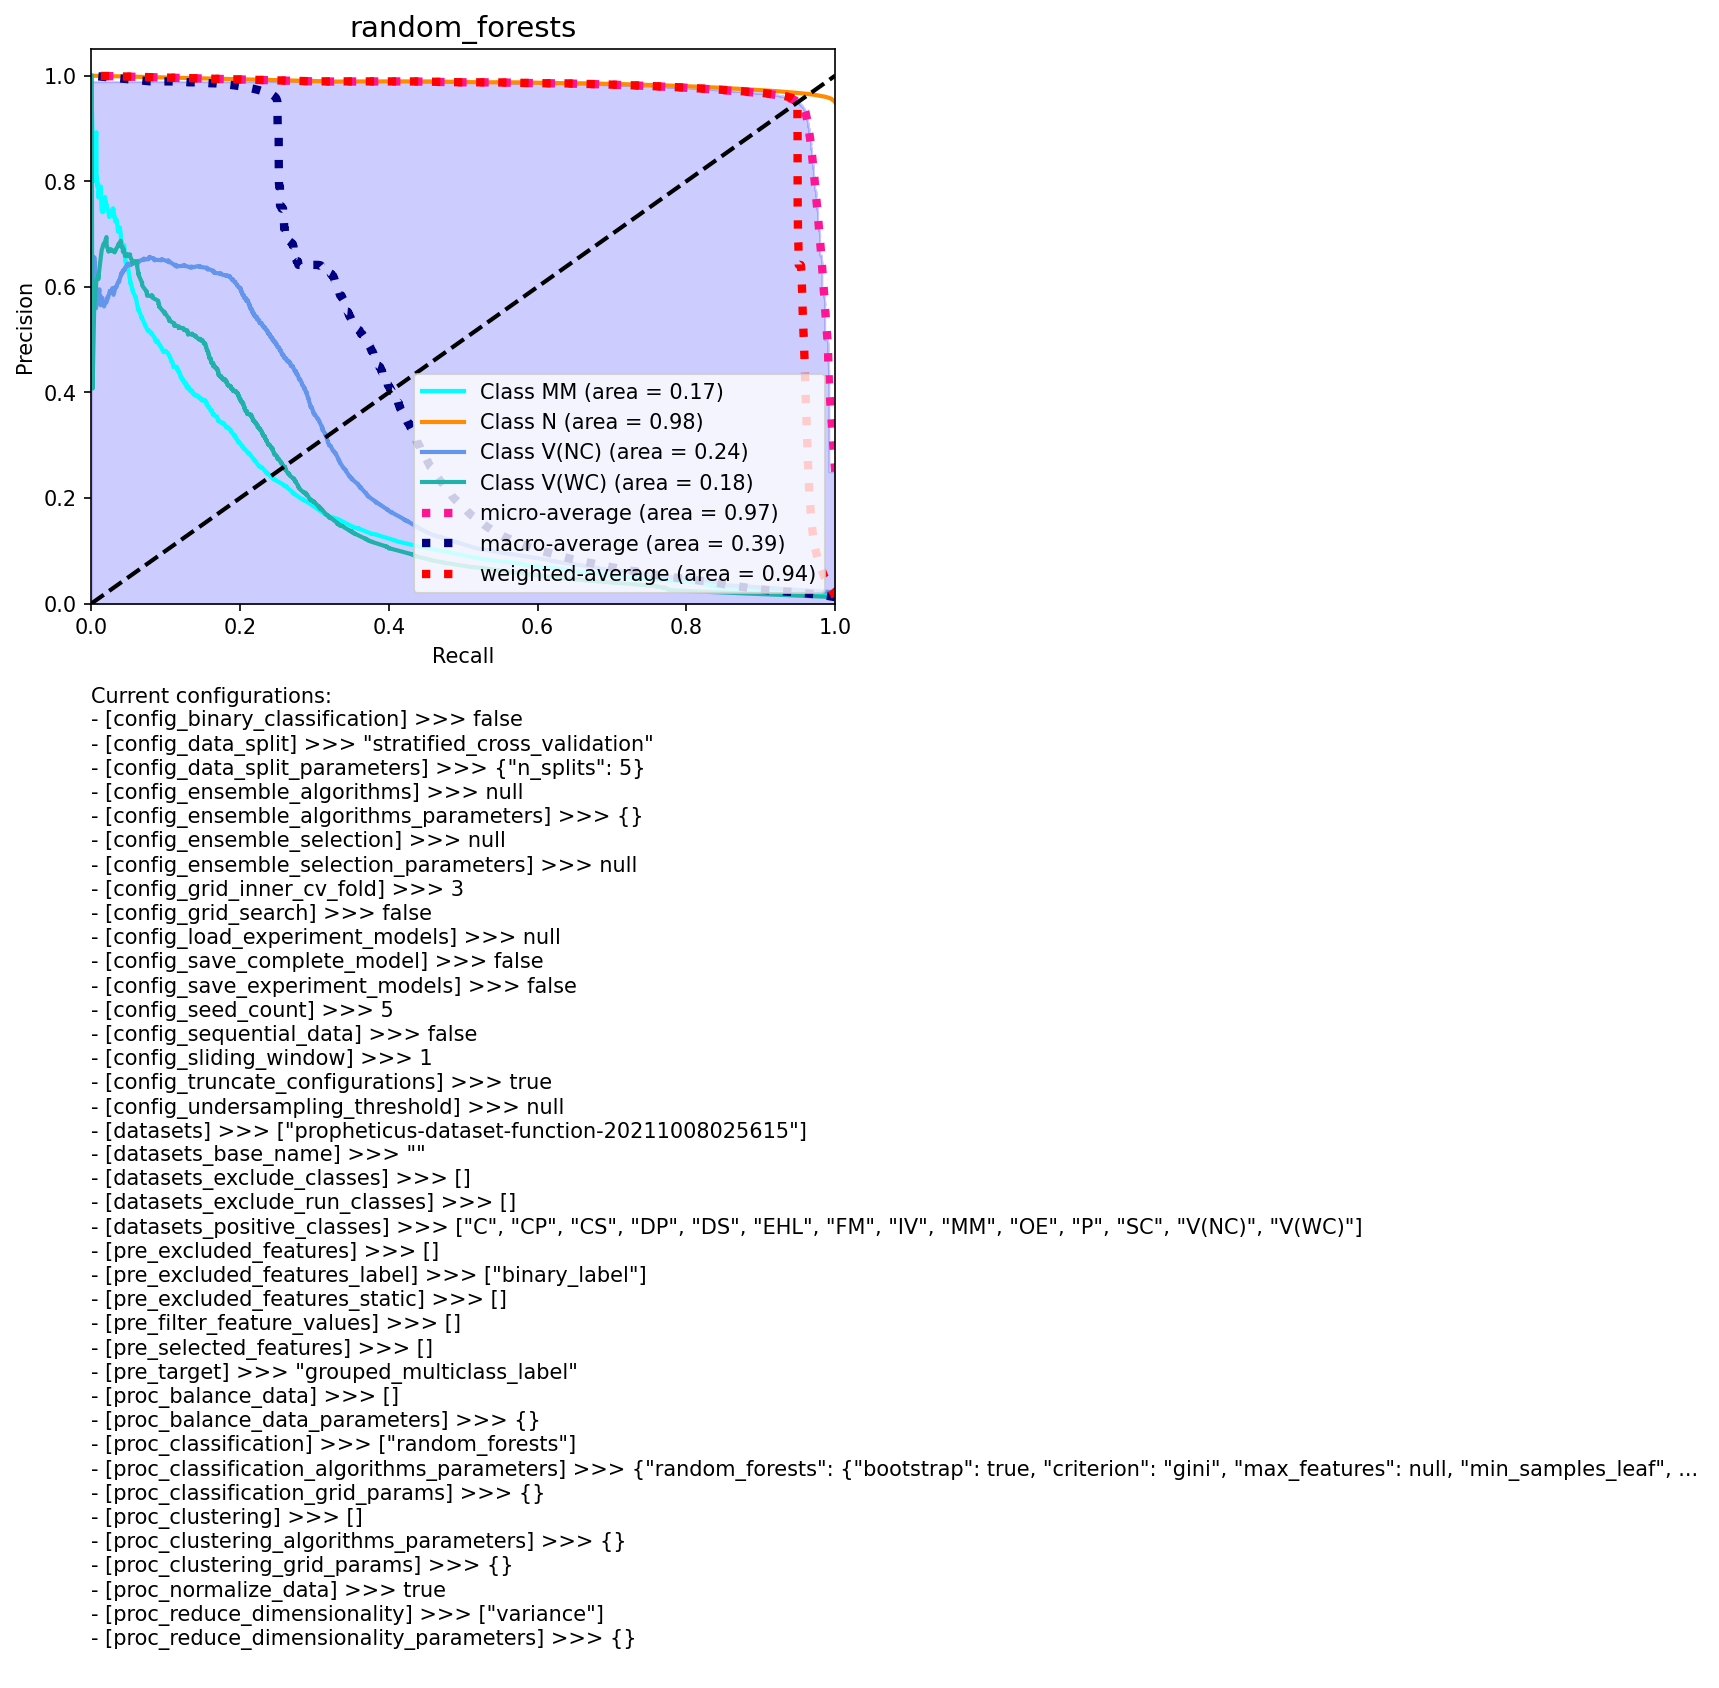 random_forests
1.0
0.8
0.6
0.4
0.2
0.0
Precision
Class MM (area = 0.17)
Class N (area = 0.98)
Class V(NC) (area = 0.24)
Class V(WC) (area = 0.18)
micro-average (area = 0.97)
macro-average (area = 0.39)
weighted-average (area = 0.94)
0.0 0.2 0.4 0.6 0.8 1.0
Recall
Current configurations:
- [config_binary_classification] >>> false
- [config_data_split] >>> "stratified_cross_validation"
- [config_data_split_parameters] >>> {"n_splits": 5}
- [config_ensemble_algorithms] >>> null
- [config_ensemble_algorithms_parameters] >>> {}
- [config_ensemble_selection] >>> null
- [config_ensemble_selection_parameters] >>> null
- [config_grid_inner_cv_fold] >>> 3
- [config_grid_search] >>> false
- [config_load_experiment_models] >>> null
- [config_save_complete_model] >>> false
- [config_save_experiment_models] >>> false
- [config_seed_count] >>> 5
- [config_sequential_data] >>> false
- [config_sliding_window] >>> 1
- [config_truncate_configurations] >>> true
- [config_undersampling_threshold] >>> null
- [datasets] >>> ["propheticus-dataset-function-20211008025615"]
- [datasets_base_name] >>> ""
- [datasets_exclude_classes] >>> []
- [datasets_exclude_run_classes] >>> []
- [datasets_positive_classes] >>> ["C", "CP", "CS", "DP", "DS", "EHL", "FM", "IV", "MM", "OE", "P", "SC", "V(NC)", "V(WC)"]
- [pre_excluded_features] >>> []
- [pre_excluded_features_label] >>> ["binary_label"]
- [pre_excluded_features_static] >>> []
- [pre_filter_feature_values] >>> []
- [pre_selected_features] >>> []
- [pre_target] >>> "grouped_multiclass_label"
- [proc_balance_data] >>> []
- [proc_balance_data_parameters] >>> {}
- [proc_classification] >>> ["random_forests"]
- [proc_classification_algorithms_parameters] >>> {"random_forests": {"bootstrap": true, "criterion": "gini", "max_features": null, "min_samples_leaf", ...
- [proc_classification_grid_params] >>> {}
- [proc_clustering] >>> []
- [proc_clustering_algorithms_parameters] >>> {}
- [proc_clustering_grid_params] >>> {}
- [proc_normalize_data] >>> true
- [proc_reduce_dimensionality] >>> ["variance"]
- [proc_reduce_dimensionality_parameters] >>> {}